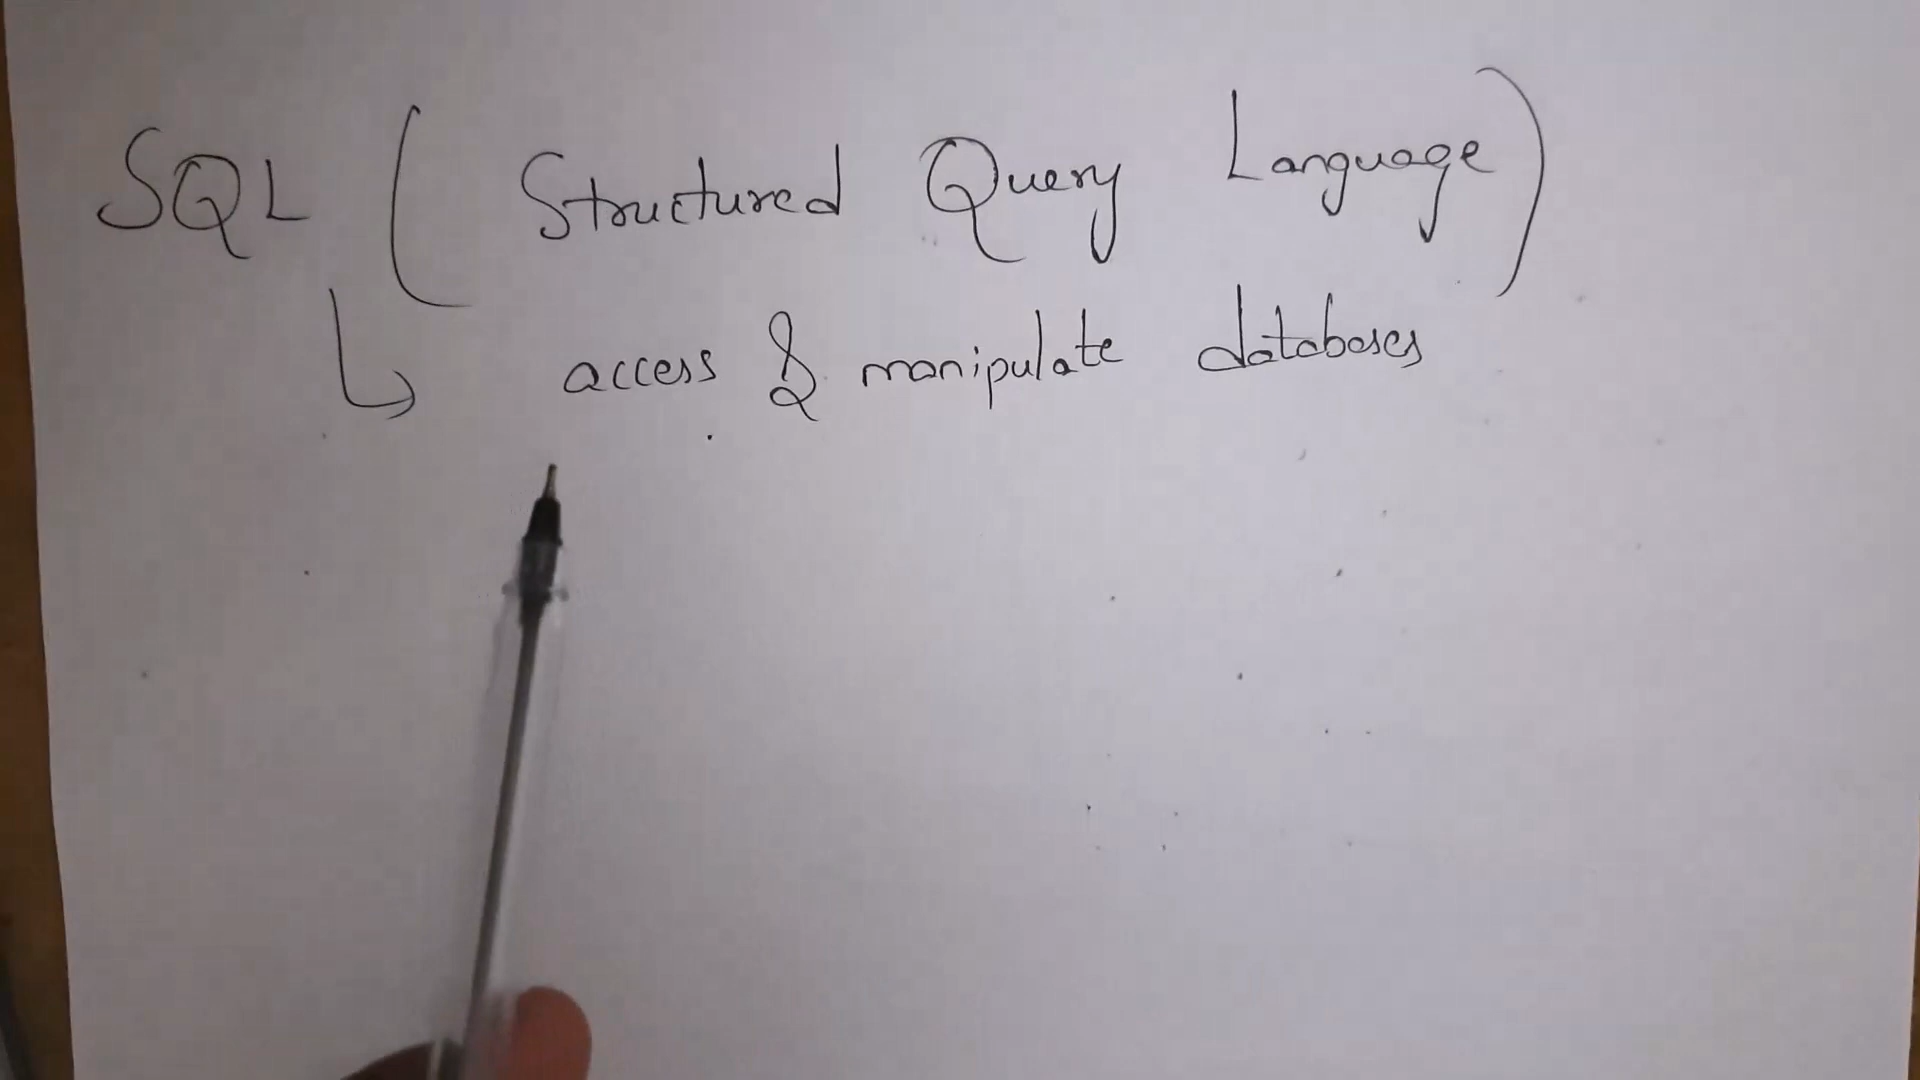 SQL ( Structured Query Language )
↳ access & manipulate databases